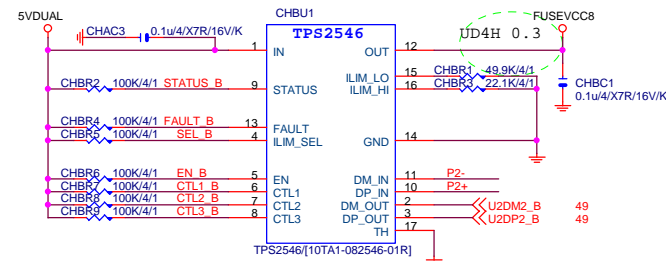 5VDUAL
CHAC3
0.1u/4/X7R/16V/K
CHBU1
TPS2546
UD4H 0.3
FUSEVCC8
1 IN
OUT 12
ILIM_LO 15
CHBR1 49.9K/4/1
ILIM_HI 16
CHBR3 22.1K/4/1
CHBC1
0.1u/4/X7R/16V/K
CHBR2 100K/4/1 STATUS_B 9 STATUS
CHBR4 100K/4/1 FAULT_B 13 FAULT
CHBR5 100K/4/1 SEL_B 4 ILIM_SEL
GND 14
CHBR6 100K/4/1 EN_B 5 EN
DM_IN 11 P2-
CHBR7 100K/4/1 CTL1_B 6 CTL1
DP_IN 10 P2+
CHBR8 100K/4/1 CTL2_B 7 CTL2
DM_OUT 2 U2DM2_B 49
CHBR9 100K/4/1 CTL3_B 8 CTL3
DP_OUT 3 U2DP2_B 49
TH 17
TPS2546/[10TA1-082546-01R]